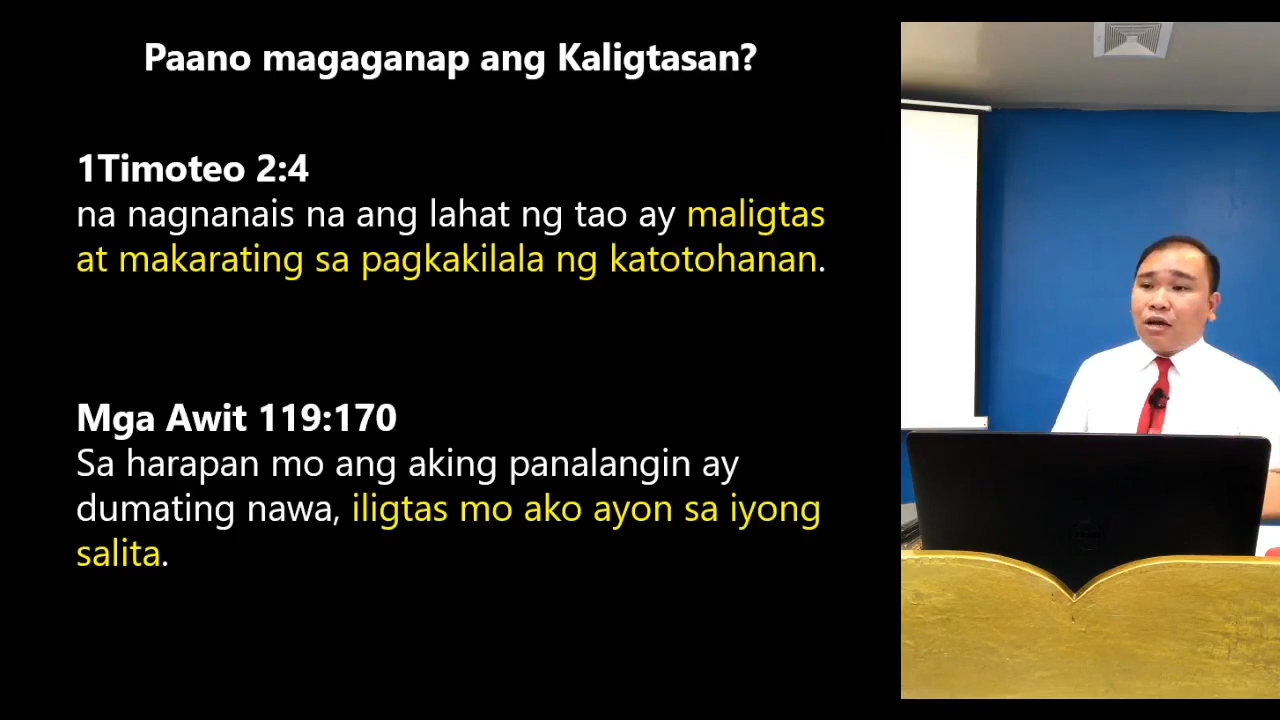 Paano magaganap ang Kaligtasan?
1Timoteo 2:4
na nagnanais na ang lahat ng tao ay maligtas
at makarating sa pagkakilala ng katotohanan.
Mga Awit 119:170
Sa harapan mo ang aking panalangin ay
dumating nawa, iligtas mo ako ayon sa iyong
salita.